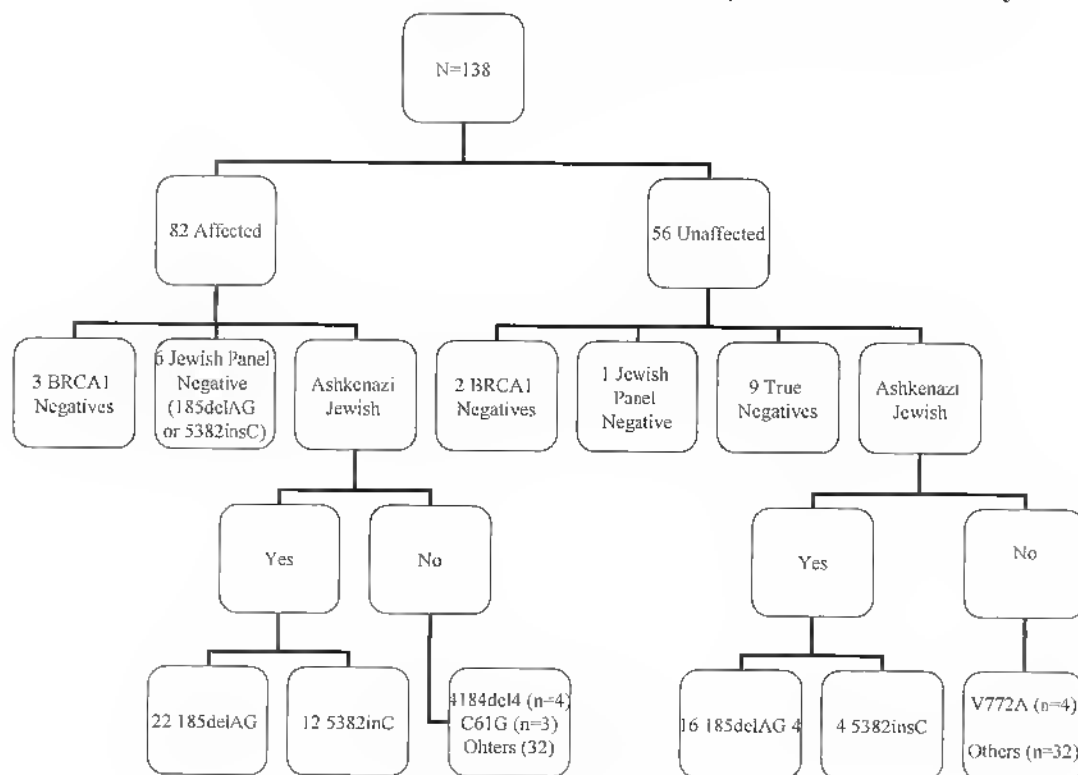 N=138
82 Affected
56 Unaffected
3 BRCA1
Negatives
6 Jewish Panel
Negative
(185delAG
or 5382insC)
Ashkenazi
Jewish
2 BRCA1
Negatives
1 Jewish
Panel
Negative
9 True
Negatives
Ashkenazi
Jewish
Yes
No
Yes
No
22 185delAG
12 5382inC
4184del4 (n=4)
C61G (n=3)
Ohters (32)
16 185delAG 4
4 5382insC
V772A (n=4)
Others (n=32)